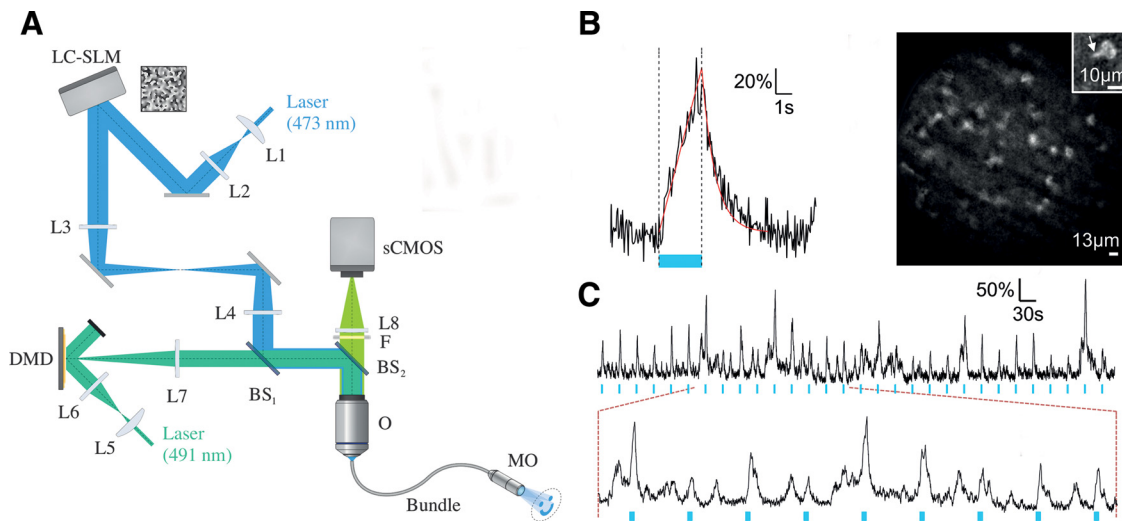 A
LC-SLM
Laser
(473 nm)
L1
L2
L3
sCMOS
L4
L8
F
DMD
BS2
L7
BS1
L6
O
L5
Laser
(491 nm)
MO
Bundle
B
20%
1s
10µm
13µm
C
50%
30s